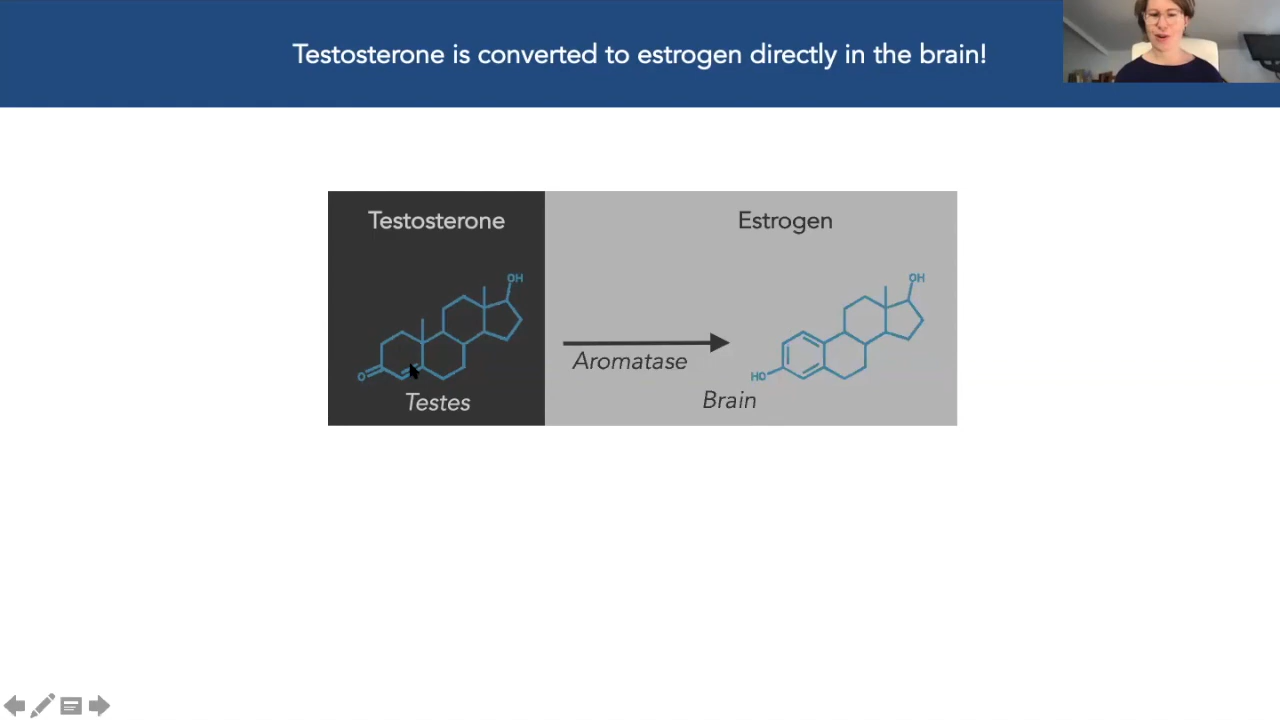 Testosterone is converted to estrogen directly in the brain!
Testosterone
Estrogen
OH
OH
Aromatase
O
HO
Testes
Brain